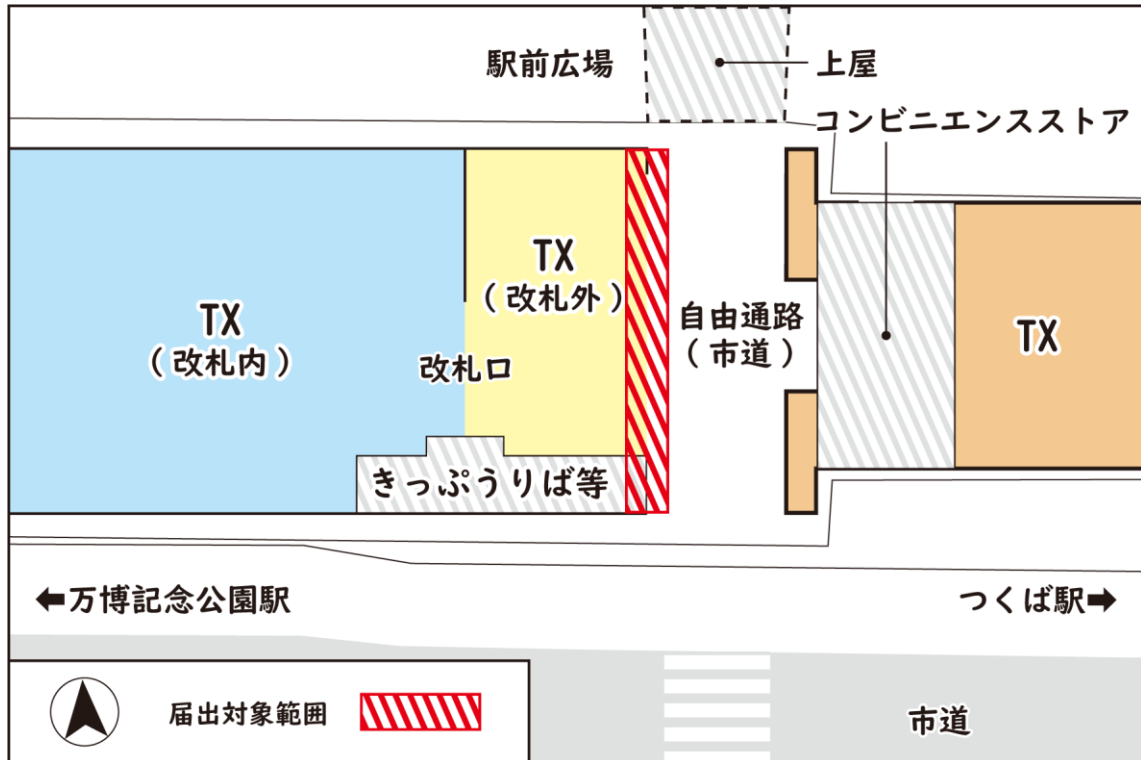 駅前広場
上屋
コンビニエンスストア
TX
(改札外)
TX
(改札内)
自由通路
(市道)
TX
改札口
きっぷうりば等
←万博記念公園駅
つくば駅→
届出対象範囲
市道